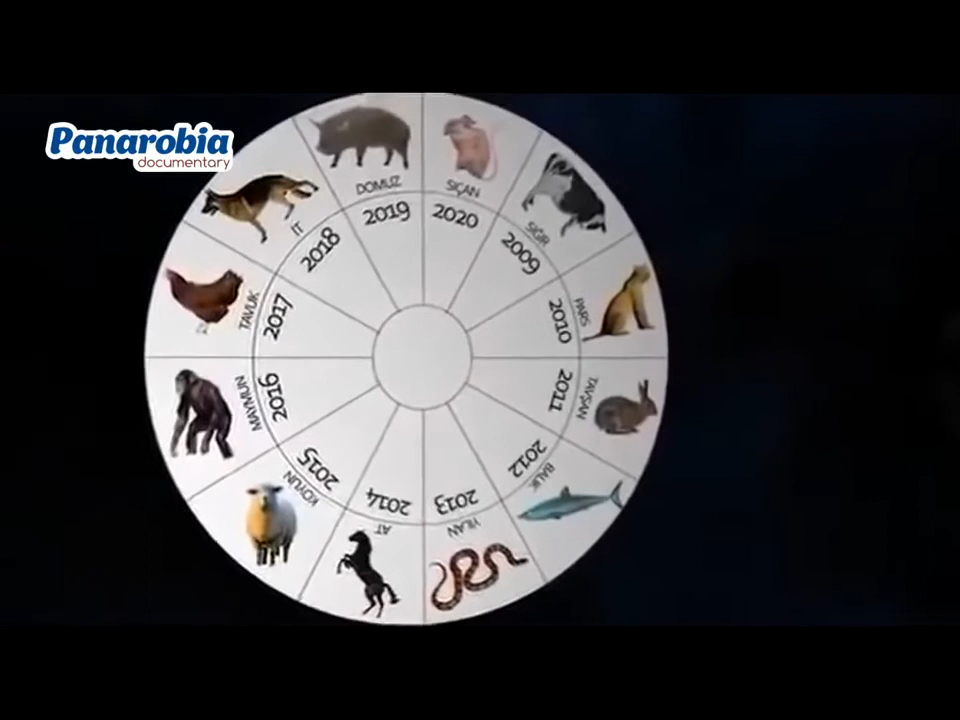 Panarobia
documentary
DOMUZ
2019
SIÇAN
2020
SIĞIR
2009
PARS
2010
TAVŞAN
2011
BALIK
2012
YILAN
2013
AT
2014
KOYUN
2015
MAYMUN
2016
TAVUK
2017
İT
2018